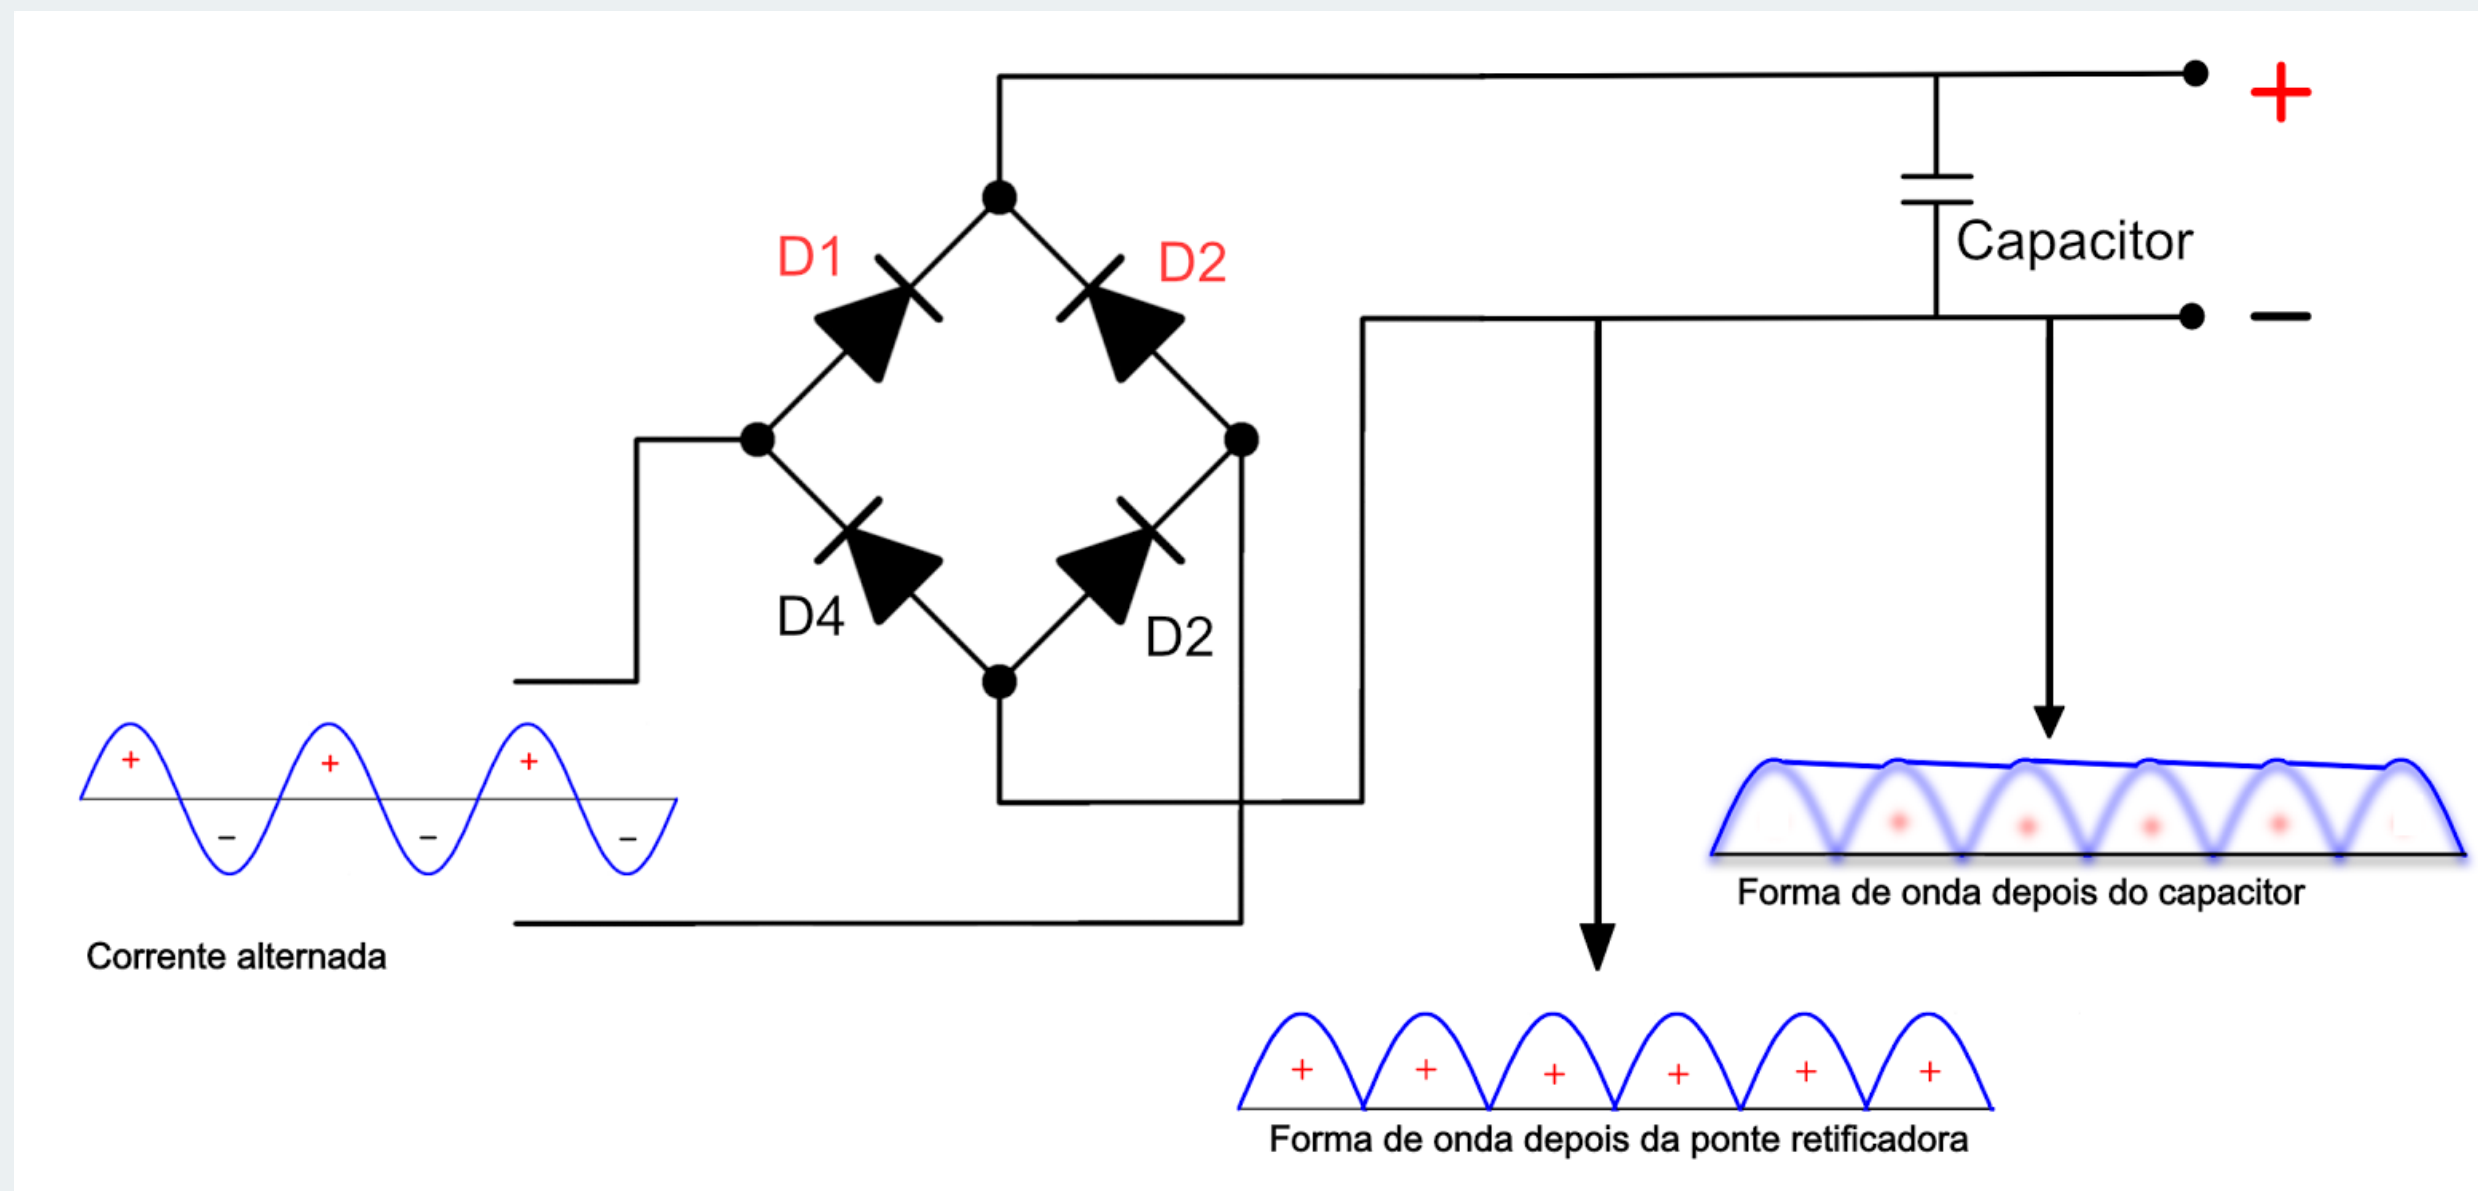 +
D1
D2
Capacitor
−
D4
D2
+ + +
− − −
Forma de onda depois do capacitor
Corrente alternada
+ + + + + +
Forma de onda depois da ponte retificadora